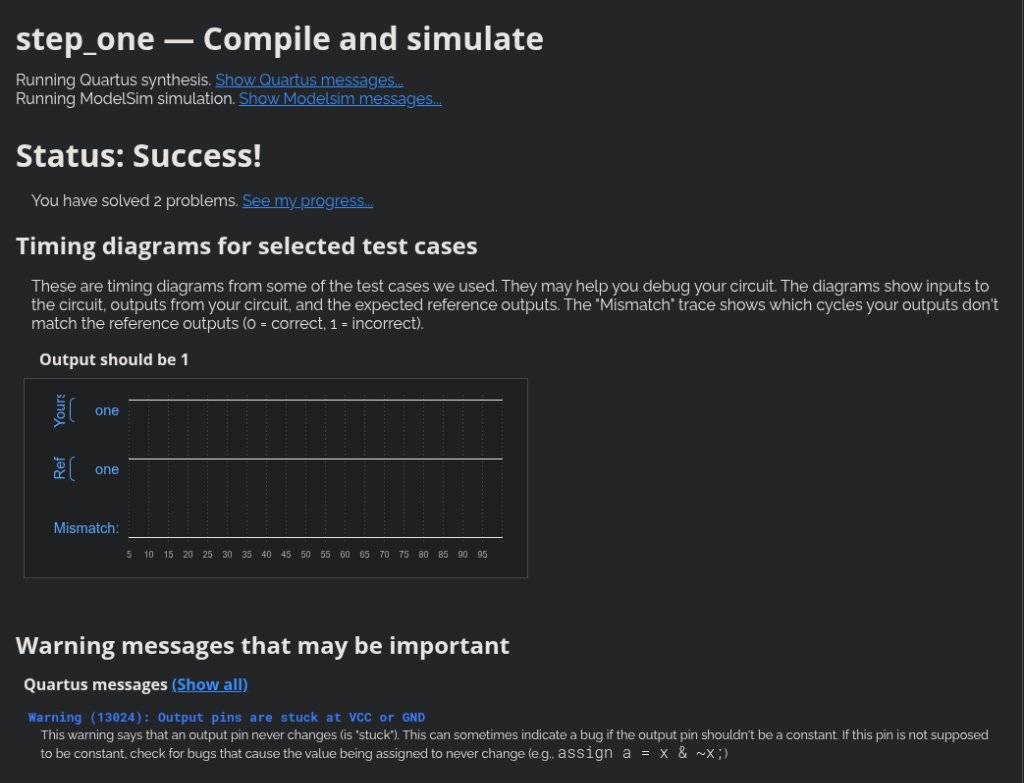 step_one — Compile and simulate
Running Quartus synthesis. Show Quartus messages...
Running ModelSim simulation. Show Modelsim messages...
Status: Success!
You have solved 2 problems. See my progress...
Timing diagrams for selected test cases
These are timing diagrams from some of the test cases we used. They may help you debug your circuit. The diagrams show inputs to
the circuit, outputs from your circuit, and the expected reference outputs. The "Mismatch" trace shows which cycles your outputs don't
match the reference outputs (0 = correct, 1 = incorrect).
Output should be 1
Yours one
Ref one
Mismatch:
5 10 15 20 25 30 35 40 45 50 55 60 65 70 75 80 85 90 95
Warning messages that may be important
Quartus messages (Show all)
Warning (13024): Output pins are stuck at VCC or GND
This warning says that an output pin never changes (is "stuck"). This can sometimes indicate a bug if the output pin shouldn't be a constant. If this pin is not supposed
to be constant, check for bugs that cause the value being assigned to never change (e.g., assign a = x & ~x;)